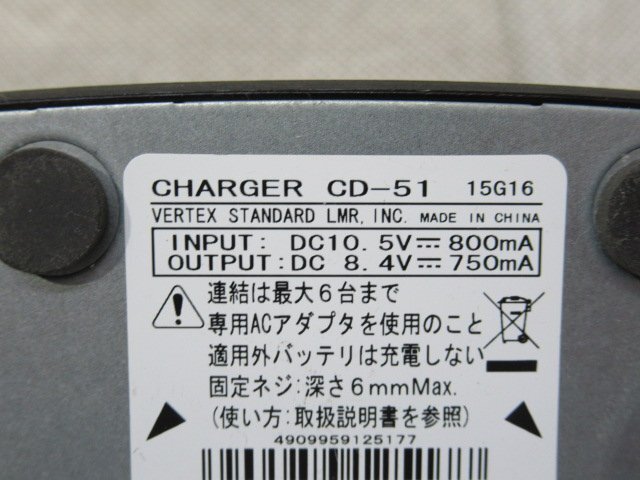 CHARGER CD-51 15G16
VERTEX STANDARD LMR, INC. MADE IN CHINA
INPUT: DC10.5V⎓800mA
OUTPUT:DC 8.4V⎓750mA
連結は最大6台まで
専用ACアダプタを使用のこと
適用外バッテリは充電しない
固定ネジ:深さ6mmMax.
(使い方:取扱説明書を参照)
4909959125177